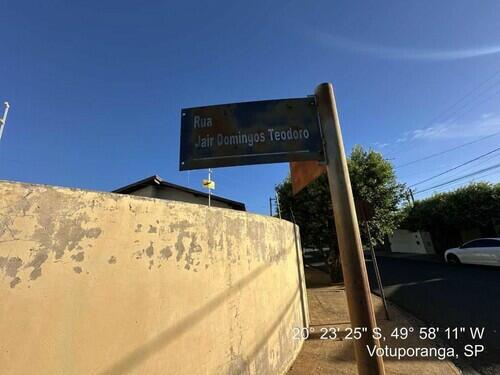 Rua
Jair Domingos Teodoro
20° 23' 25" S, 49° 58' 11" W
Votuporanga, SP